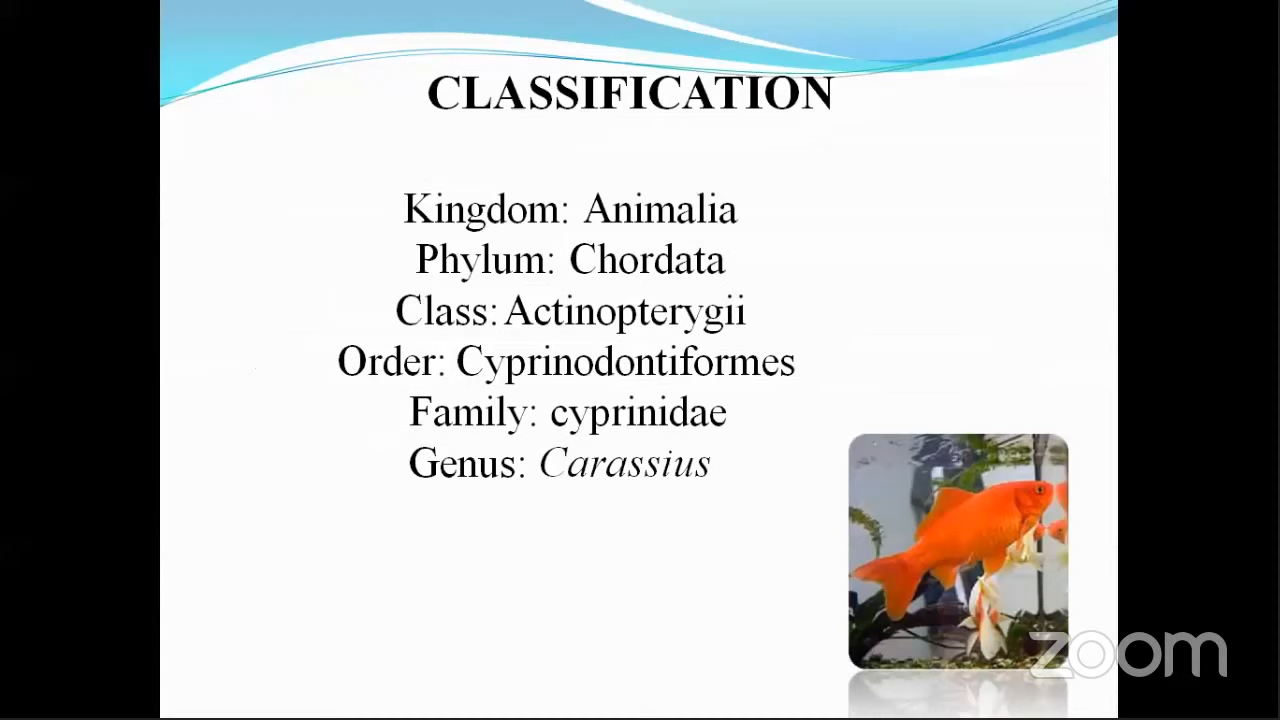 CLASSIFICATION
Kingdom: Animalia
Phylum: Chordata
Class: Actinopterygii
Order: Cyprinodontiformes
Family: cyprinidae
Genus: Carassius
zoom